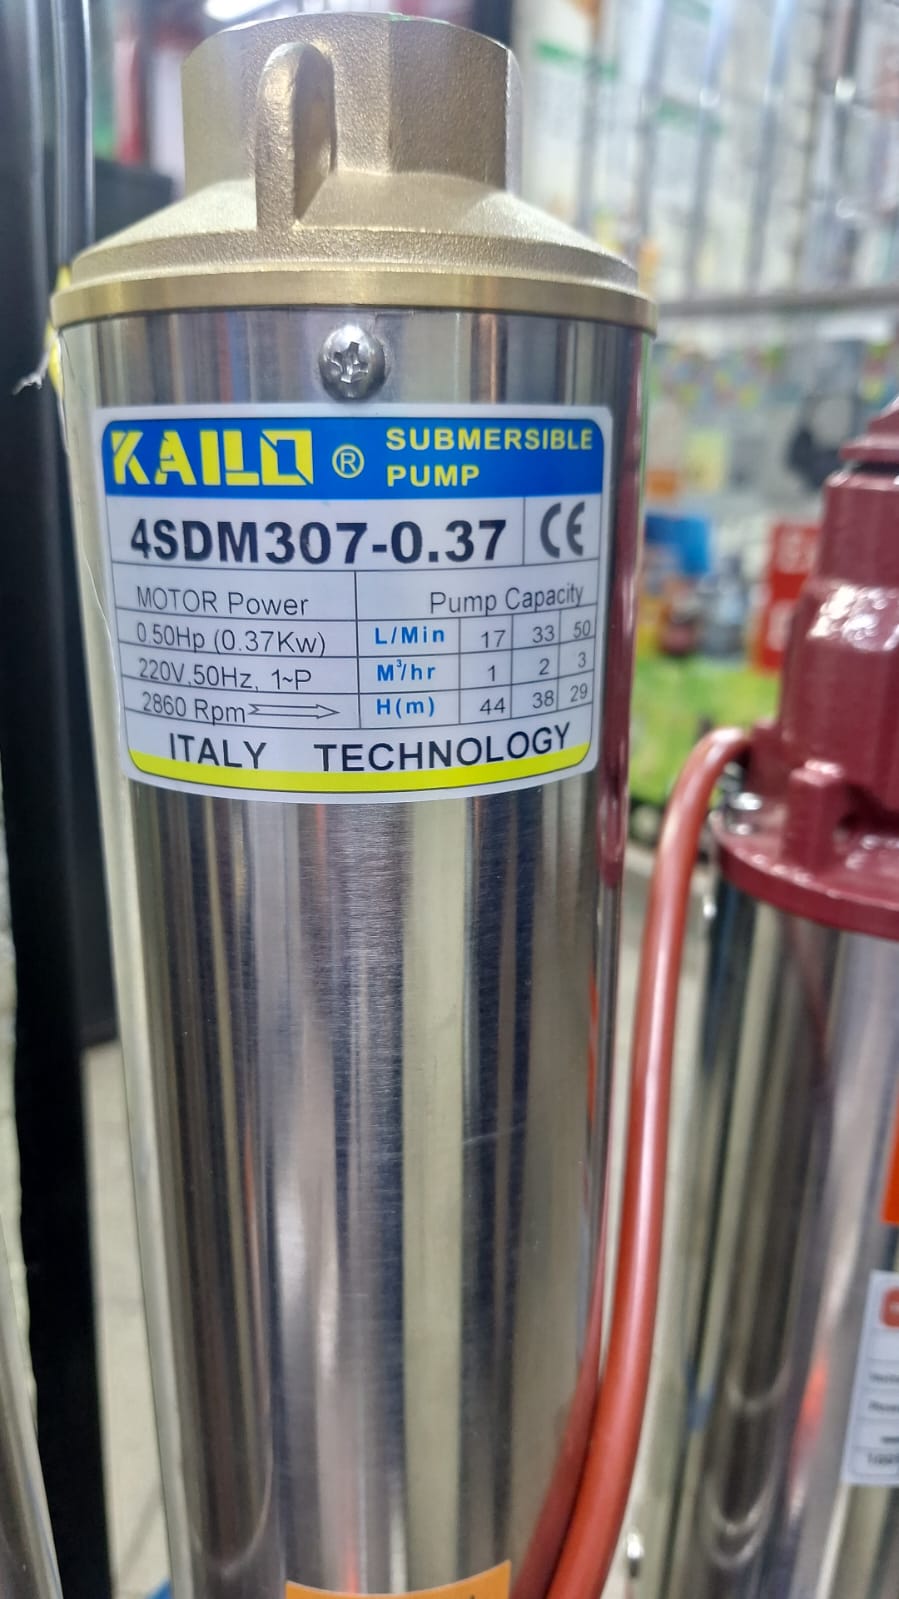 KAILO ® SUBMERSIBLE PUMP
4SDM307-0.37 CE
MOTOR Power Pump Capacity
0.50Hp (0.37Kw) L/Min 17 33 50
220V,50Hz, 1~P M³/hr 1 2 3
2860 Rpm H(m) 44 38 29
ITALY TECHNOLOGY